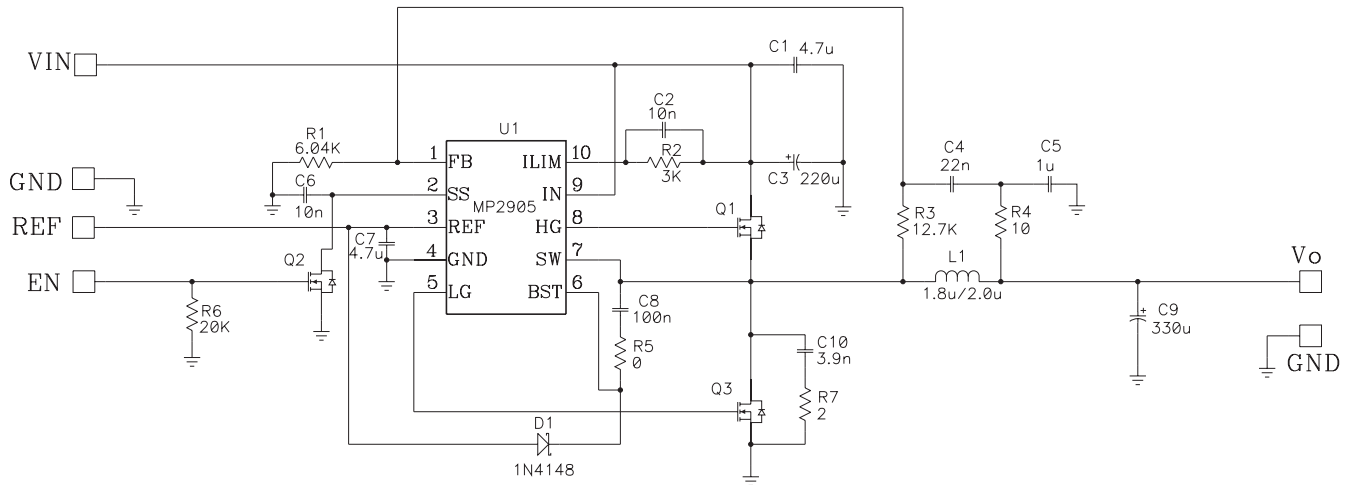 VIN
GND
REF
EN
R1
6.04K
C6
10n
C7
4.7u
Q2
R6
20K
U1
MP2905
1 FB
2 SS
3 REF
4 GND
5 LG
10 ILIM
9 IN
8 HG
7 SW
6 BST
C1 4.7u
C2
10n
R2
3K
C3 220u
Q1
C8
100n
R5
0
Q3
D1
1N4148
C10
3.9n
R7
2
C4
22n
C5
1u
R3
12.7K
R4
10
L1
1.8u/2.0u
C9
330u
Vo
GND